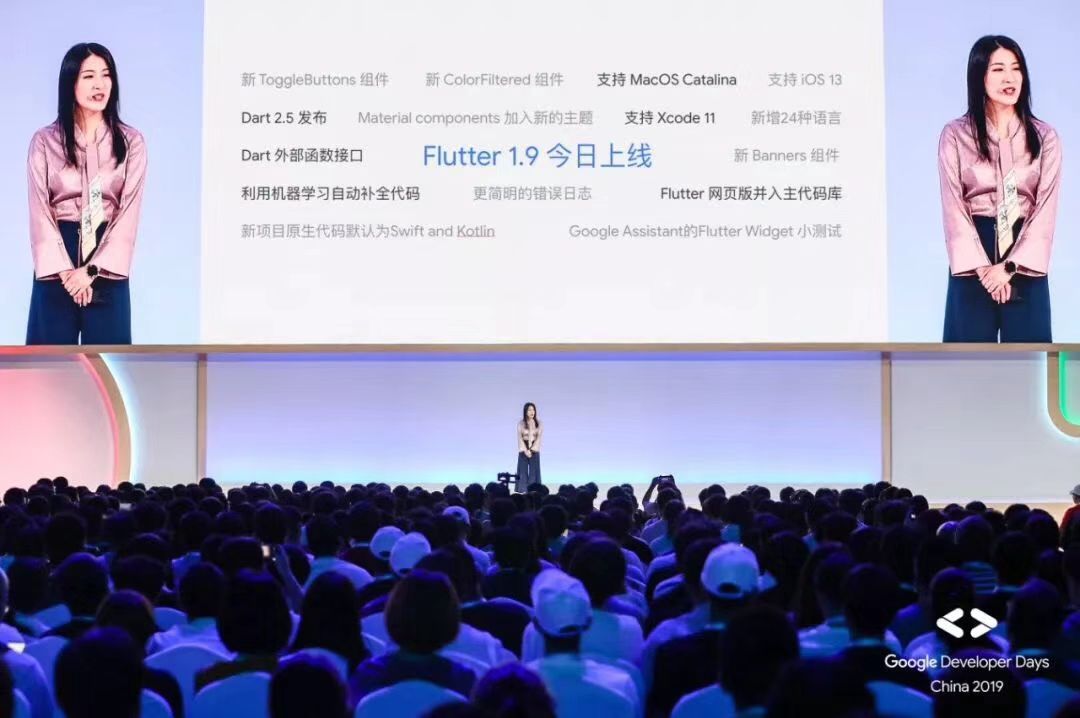 新 ToggleButtons 组件 新 ColorFiltered 组件 支持 MacOS Catalina 支持 iOS 13
Dart 2.5 发布 Material components 加入新的主题 支持 Xcode 11 新增24种语言
Dart 外部函数接口 Flutter 1.9 今日上线 新 Banners 组件
利用机器学习自动补全代码 更简明的错误日志 Flutter 网页版并入主代码库
新项目原生代码默认为Swift and Kotlin Google Assistant的Flutter Widget 小测试
Google Developer Days
China 2019